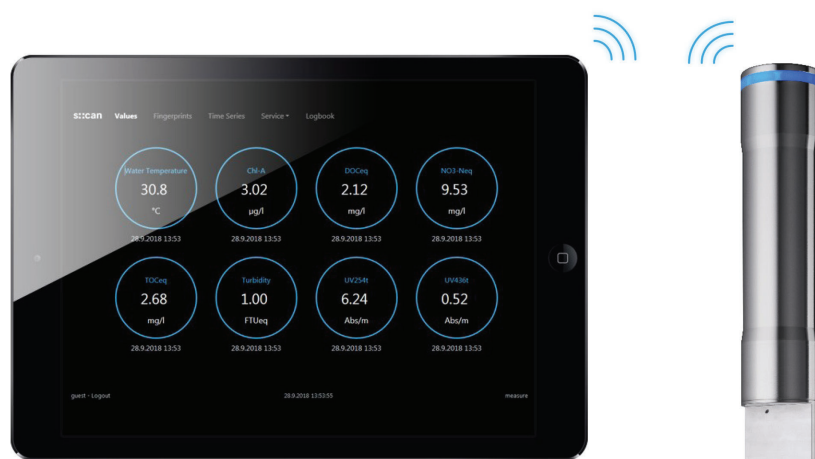 s::can Values Fingerprints Time Series Service Logbook
Water Temperature Chl-A DOCeq NO3-Neq
30.8 3.02 2.12 9.53
°C µg/l mg/l mg/l
28.9.2018 13:53 28.9.2018 13:53 28.9.2018 13:53 28.9.2018 13:53
TOCeq Turbidity UV254t UV436t
2.68 1.00 6.24 0.52
mg/l FTUeq Abs/m Abs/m
28.9.2018 13:53 28.9.2018 13:53 28.9.2018 13:53 28.9.2018 13:53
guest - Logout 28.9.2018 13:53:55 measure